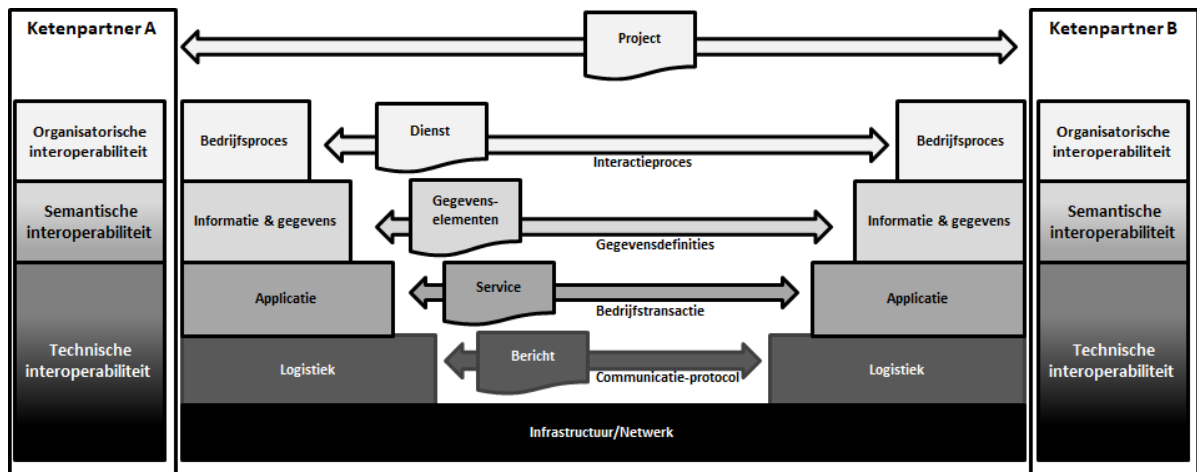 Ketenpartner A
Project
Ketenpartner B
Organisatorische
interoperabiliteit
Bedrijfsproces
Dienst
Interactieproces
Bedrijfsproces
Organisatorische
interoperabiliteit
Semantische
interoperabiliteit
Informatie & gegevens
Gegevens-
elementen
Gegevensdefinities
Informatie & gegevens
Semantische
interoperabiliteit
Technische
interoperabiliteit
Applicatie
Service
Bedrijfstransactie
Applicatie
Technische
interoperabiliteit
Logistiek
Bericht
Communicatie-protocol
Logistiek
Infrastuur/Netwerk